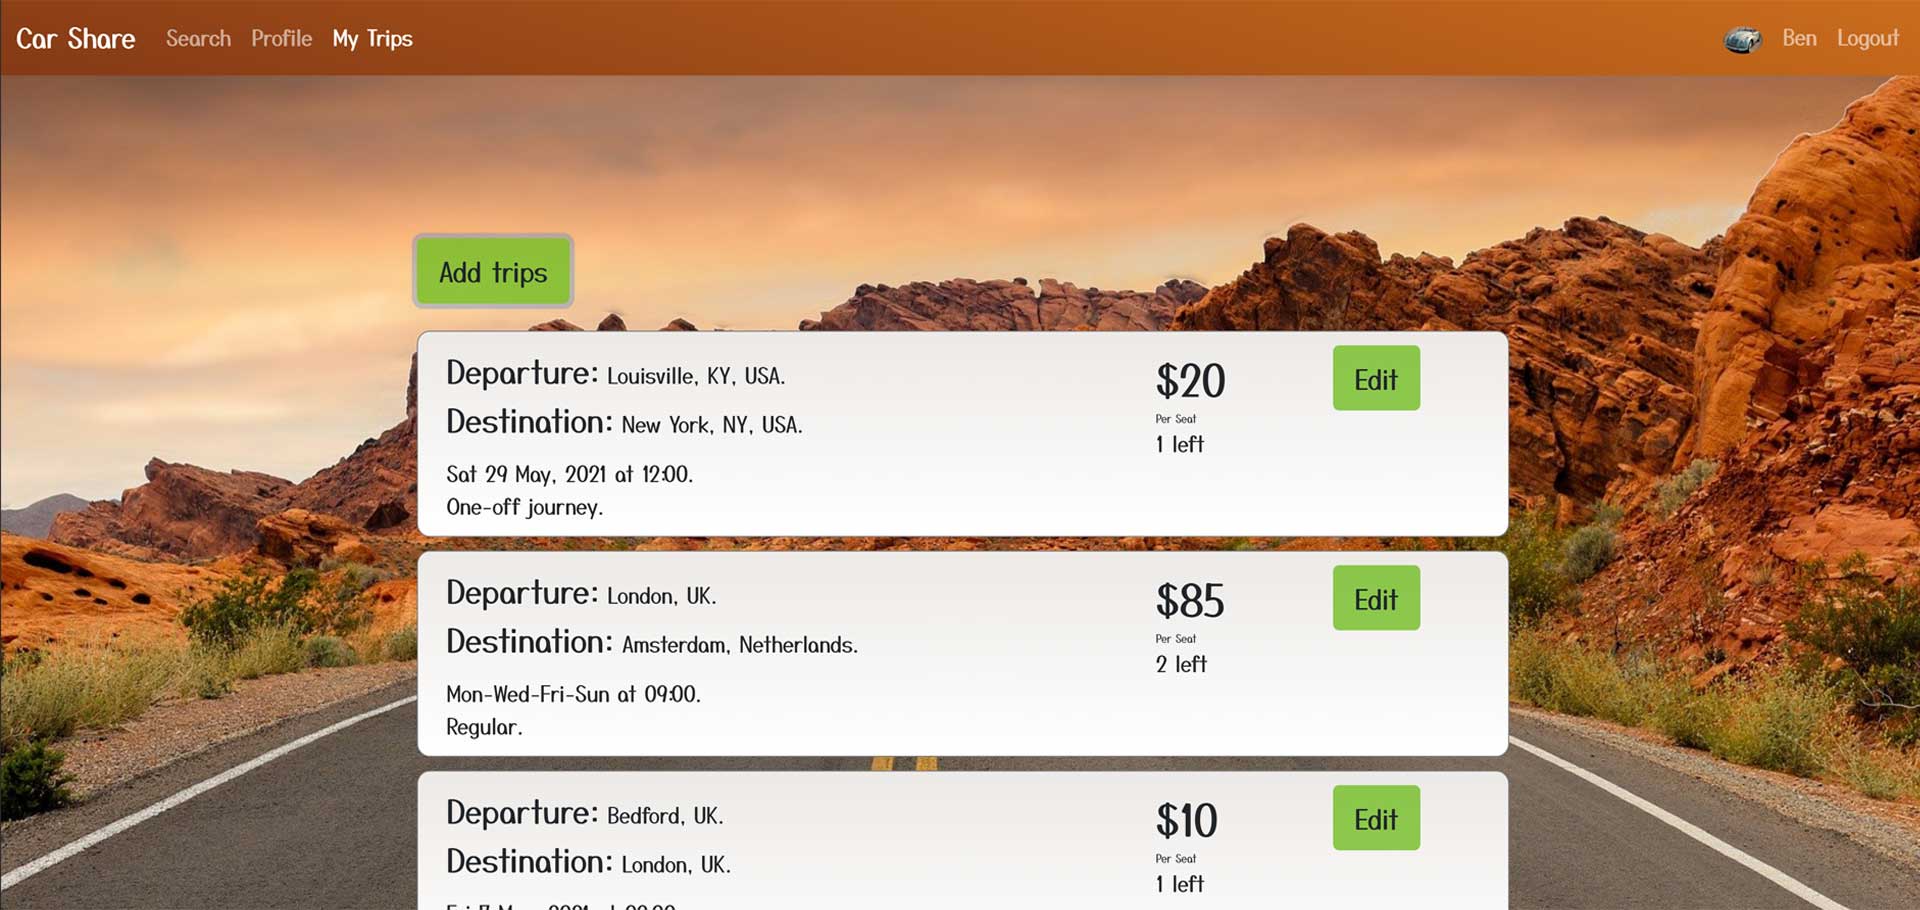 Car Share Search Profile My Trips Ben Logout
Add trips
Departure: Louisville, KY, USA.
Destination: New York, NY, USA.
Sat 29 May, 2021 at 12:00.
One-off journey.
$20
Per Seat
1 left
Edit
Departure: London, UK.
Destination: Amsterdam, Netherlands.
Mon-Wed-Fri-Sun at 09:00.
Regular.
$85
Per Seat
2 left
Edit
Departure: Bedford, UK.
Destination: London, UK.
$10
Per Seat
1 left
Edit